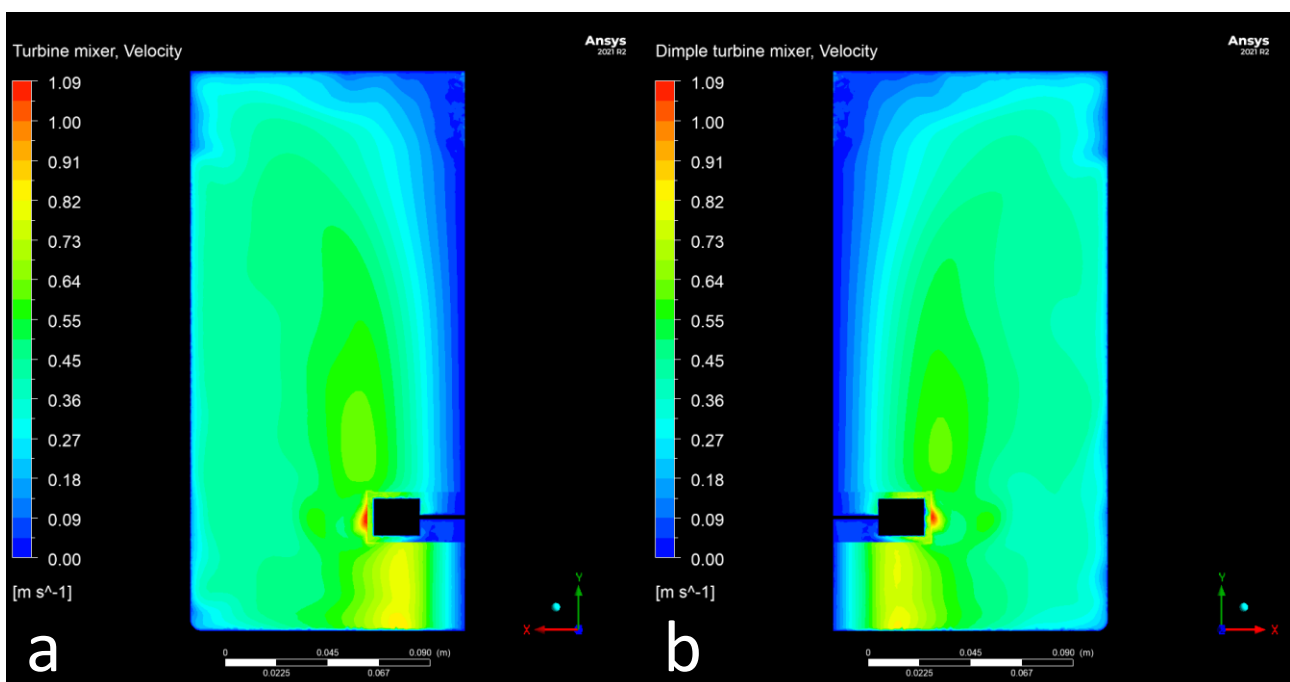 Turbine mixer, Velocity
Ansys
2021 R2
1.09
1.00
0.91
0.82
0.73
0.64
0.55
0.45
0.36
0.27
0.18
0.09
0.00
[m s^-1]
Y
X
a
0 0.045 0.090 (m)
0.0225 0.067
Dimple turbine mixer, Velocity
Ansys
2021 R2
1.09
1.00
0.91
0.82
0.73
0.64
0.55
0.45
0.36
0.27
0.18
0.09
0.00
[m s^-1]
Y
X
b
0 0.045 0.090 (m)
0.0225 0.067